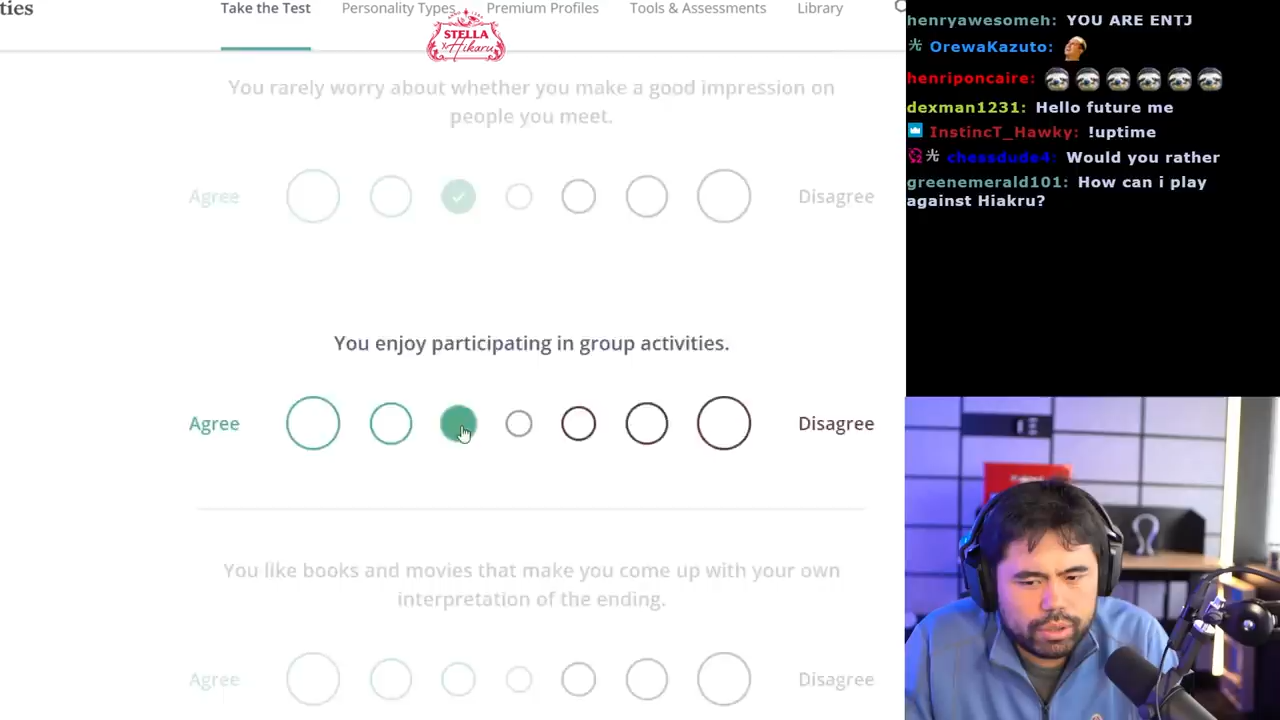 ties
Take the Test
Personality Types
Premium Profiles
Tools & Assessments
Library
STELLA
x Hikaru
You rarely worry about whether you make a good impression on
people you meet.
Agree
Disagree
You enjoy participating in group activities.
Agree
Disagree
You like books and movies that make you come up with your own
interpretation of the ending.
Agree
Disagree
henryawesomeh: YOU ARE ENTJ
光 OrewaKazuto:
henriponcaire:
dexman1231: Hello future me
InstincT_Hawky: !uptime
光 chessdude4: Would you rather
greenemerald101: How can i play
against Hiakru?